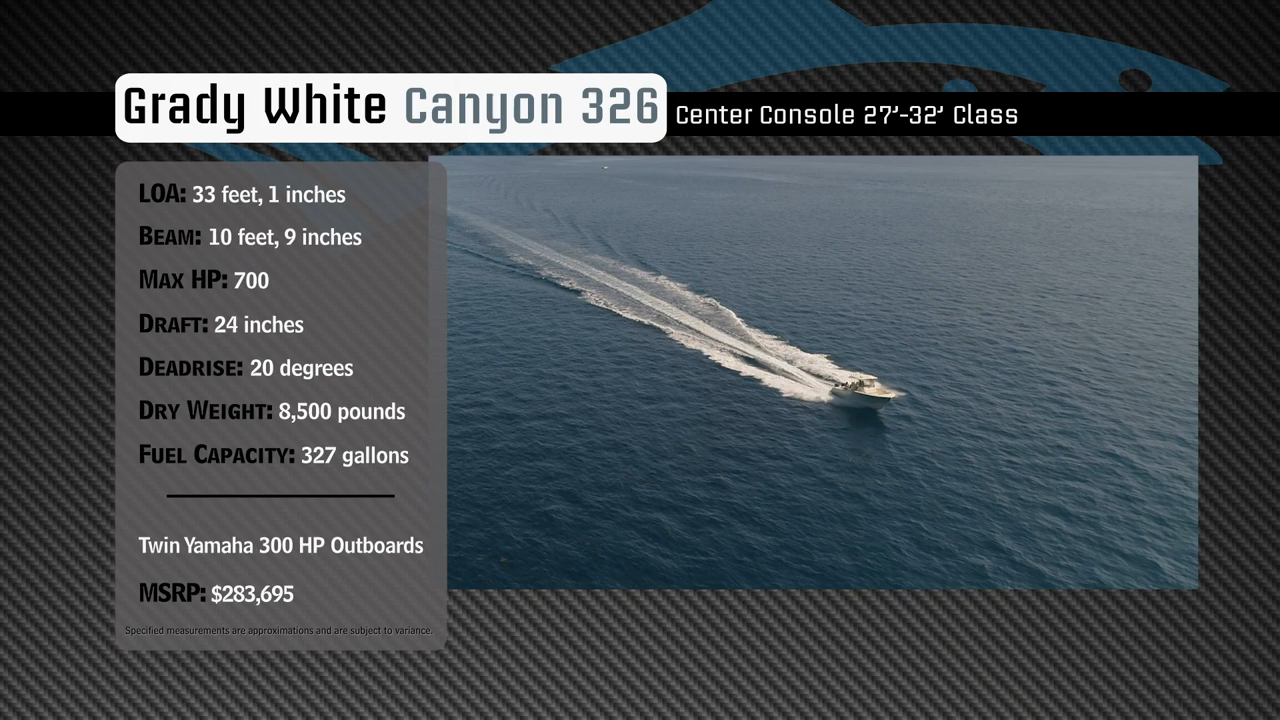 Grady White Canyon 326
Center Console 27'-32' Class
LOA: 33 feet, 1 inches
BEAM: 10 feet, 9 inches
MAX HP: 700
DRAFT: 24 inches
DEADRISE: 20 degrees
DRY WEIGHT: 8,500 pounds
FUEL CAPACITY: 327 gallons
Twin Yamaha 300 HP Outboards
MSRP: $283,695
Specified measurements are approximations and are subject to variance.